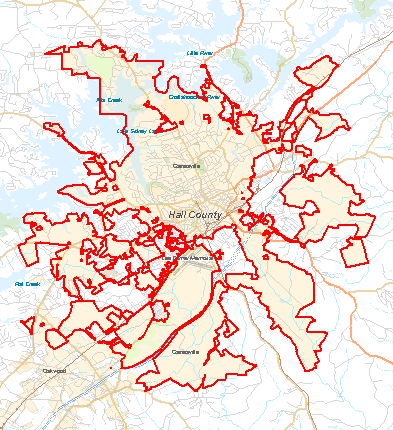 Little River
Chattahoochee River
Flat Creek
Lake Sidney Lanier
Gainesville
Hall County
Lee Gilmer Memorial
Flat Creek
Gainesville
Oakwood